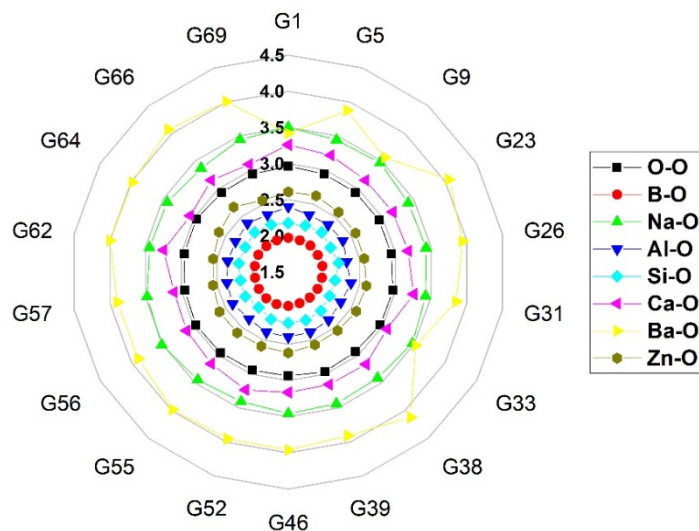 G1
G5
G9
G23
G26
G31
G33
G38
G39
G46
G52
G55
G56
G57
G62
G64
G66
G69
4.5
4.0
3.5
3.0
2.5
2.0
1.5
O-O
B-O
Na-O
Al-O
Si-O
Ca-O
Ba-O
Zn-O